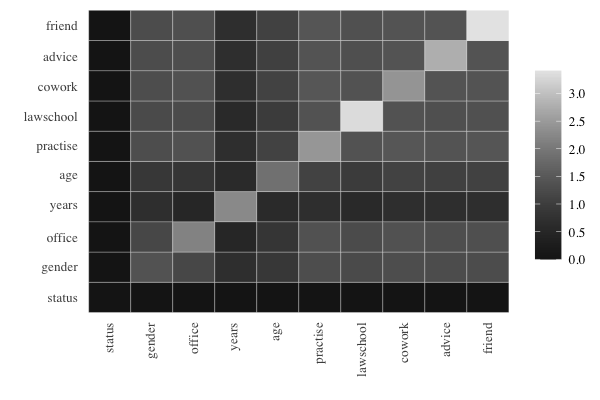 friend
advice
cowork
lawschool
practise
age
years
office
gender
status
status
gender
office
years
age
practise
lawschool
cowork
advice
friend
3.0
2.5
2.0
1.5
1.0
0.5
0.0